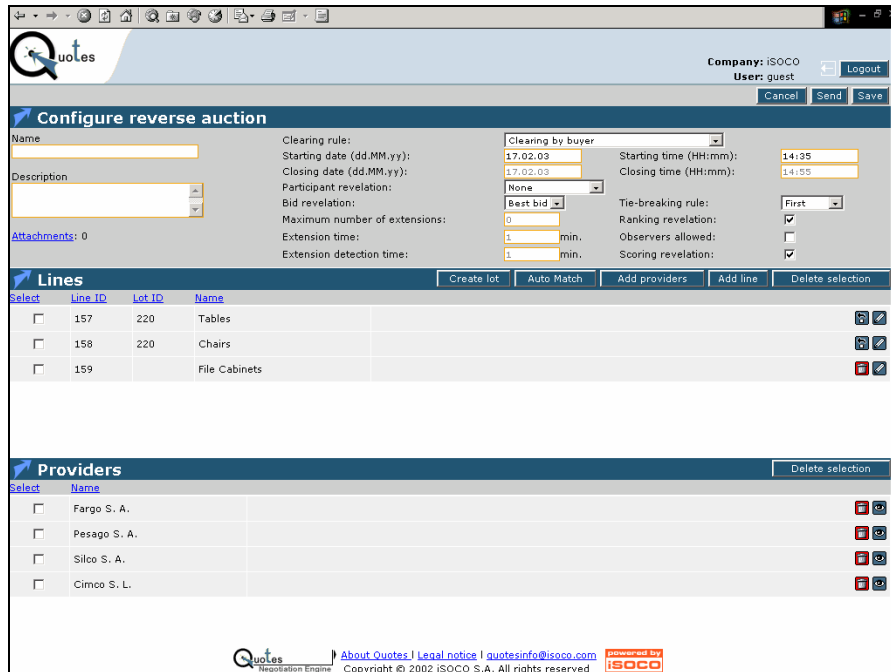 Quotes
Company: iSOCO
User: guest
Logout
Cancel Send Save
Configure reverse auction
Name
Description
Attachments: 0
Clearing rule: Clearing by buyer
Starting date (dd.MM.yy): 17.02.03 Starting time (HH:mm): 14:35
Closing date (dd.MM.yy): 17.02.03 Closing time (HH:mm): 14:55
Participant revelation: None
Bid revelation: Best bid Tie-breaking rule: First
Maximum number of extensions: 0 Ranking revelation:
Extension time: 1 min. Observers allowed:
Extension detection time: 1 min. Scoring revelation:
Lines Create lot Auto Match Add providers Add line Delete selection
Select Line ID Lot ID Name
157 220 Tables
158 220 Chairs
159 File Cabinets
Providers Delete selection
Select Name
Fargo S. A.
Pesago S. A.
Silco S. A.
Cimco S. L.
Quotes
Negotiation Engine
About Quotes | Legal notice | quotesinfo@isoco.com
Copyright © 2002 iSOCO S.A. All rights reserved
powered by
iSOCO